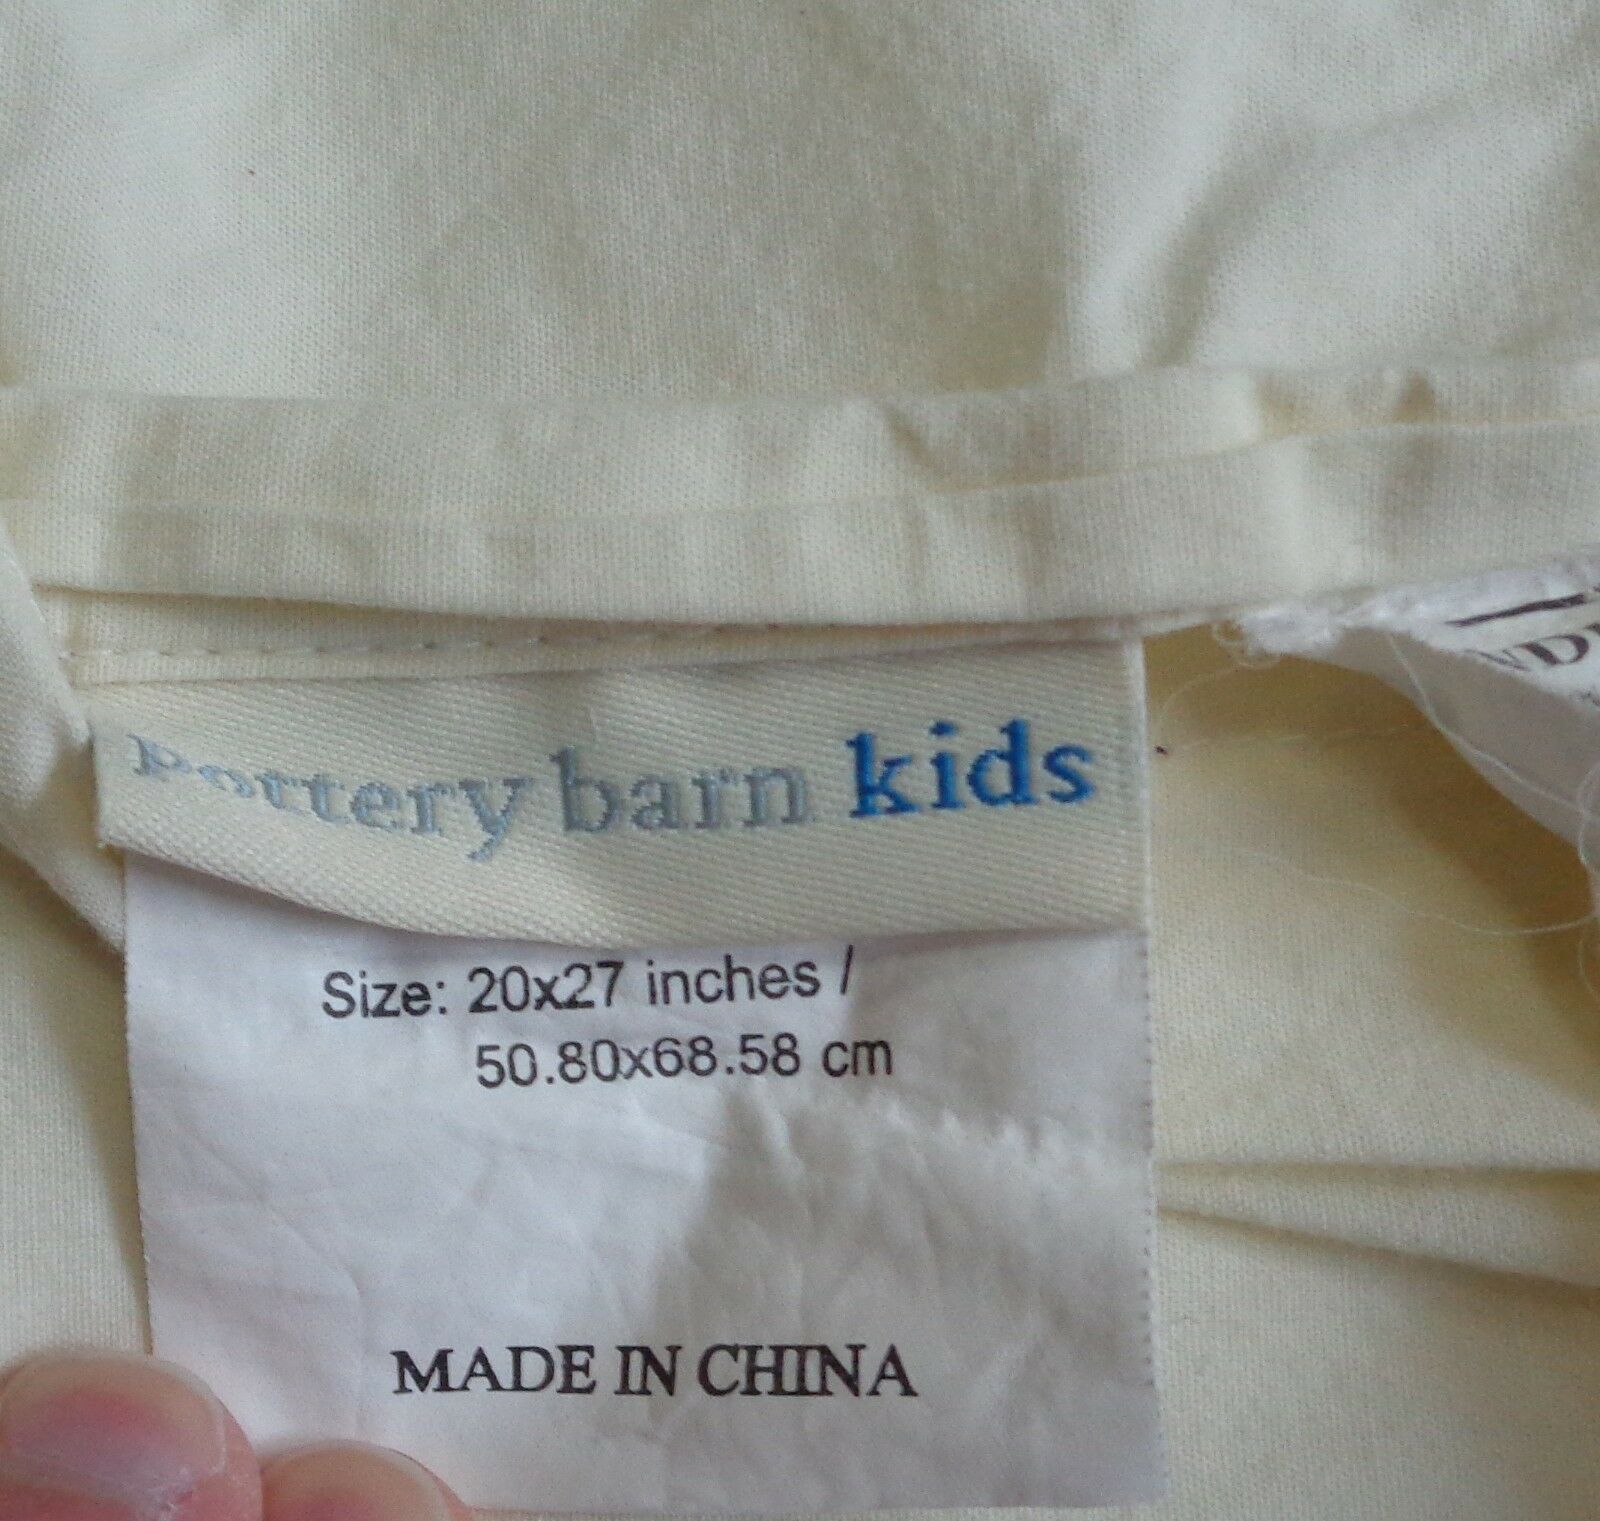 Pottery barn kids
Size: 20x27 inches /
50.80x68.58 cm
MADE IN CHINA